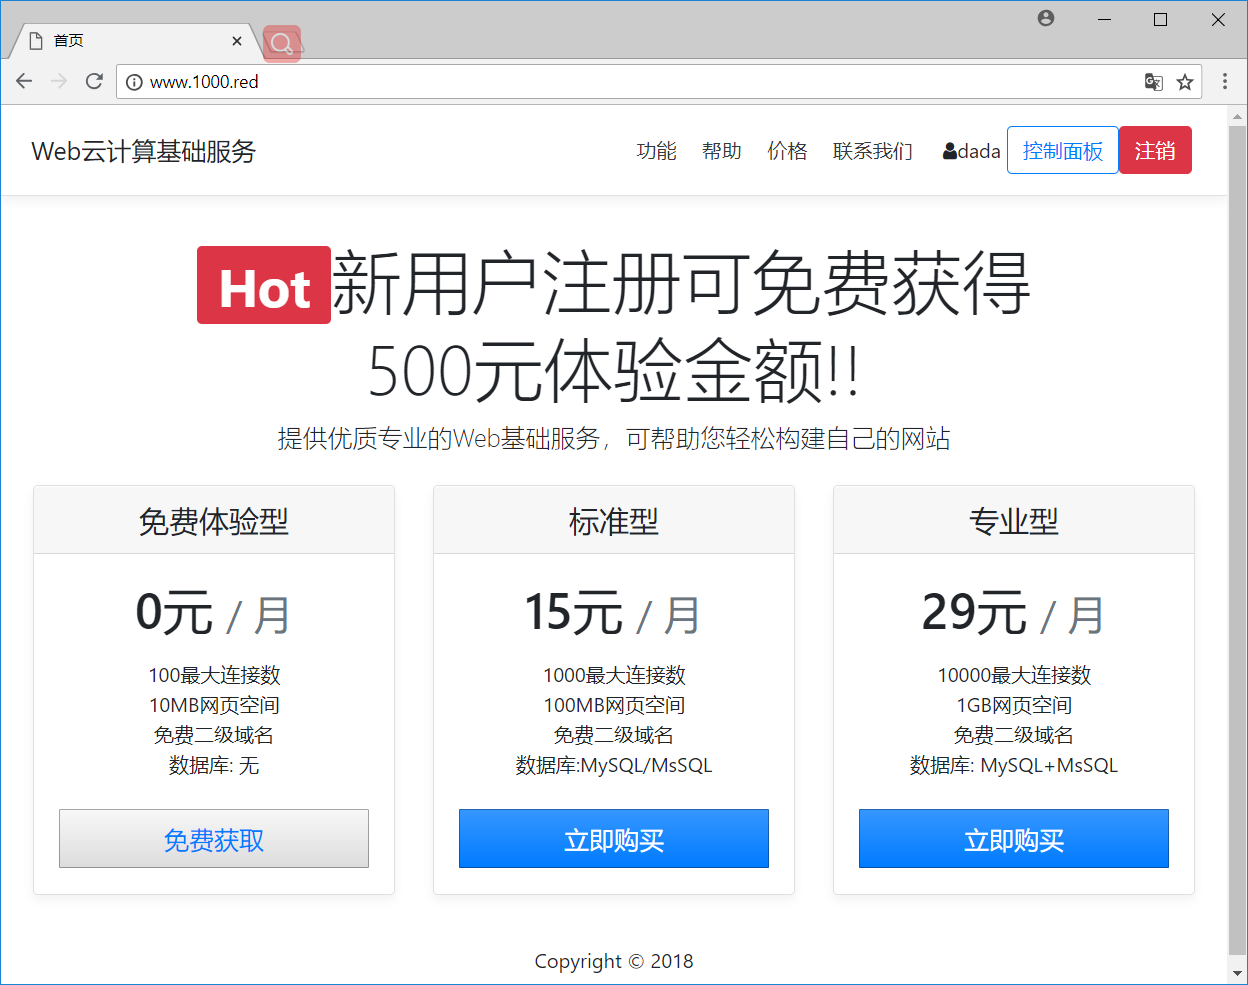 首页
www.1000.red
Web云计算基础服务 功能 帮助 价格 联系我们 dada 控制面板 注销
Hot 新用户注册可免费获得
500元体验金额!!
提供优质专业的Web基础服务，可帮助您轻松构建自己的网站
免费体验型
0元 / 月
100最大连接数
10MB网页空间
免费二级域名
数据库: 无
免费获取
标准型
15元 / 月
1000最大连接数
100MB网页空间
免费二级域名
数据库:MySQL/MsSQL
立即购买
专业型
29元 / 月
10000最大连接数
1GB网页空间
免费二级域名
数据库: MySQL+MsSQL
立即购买
Copyright © 2018